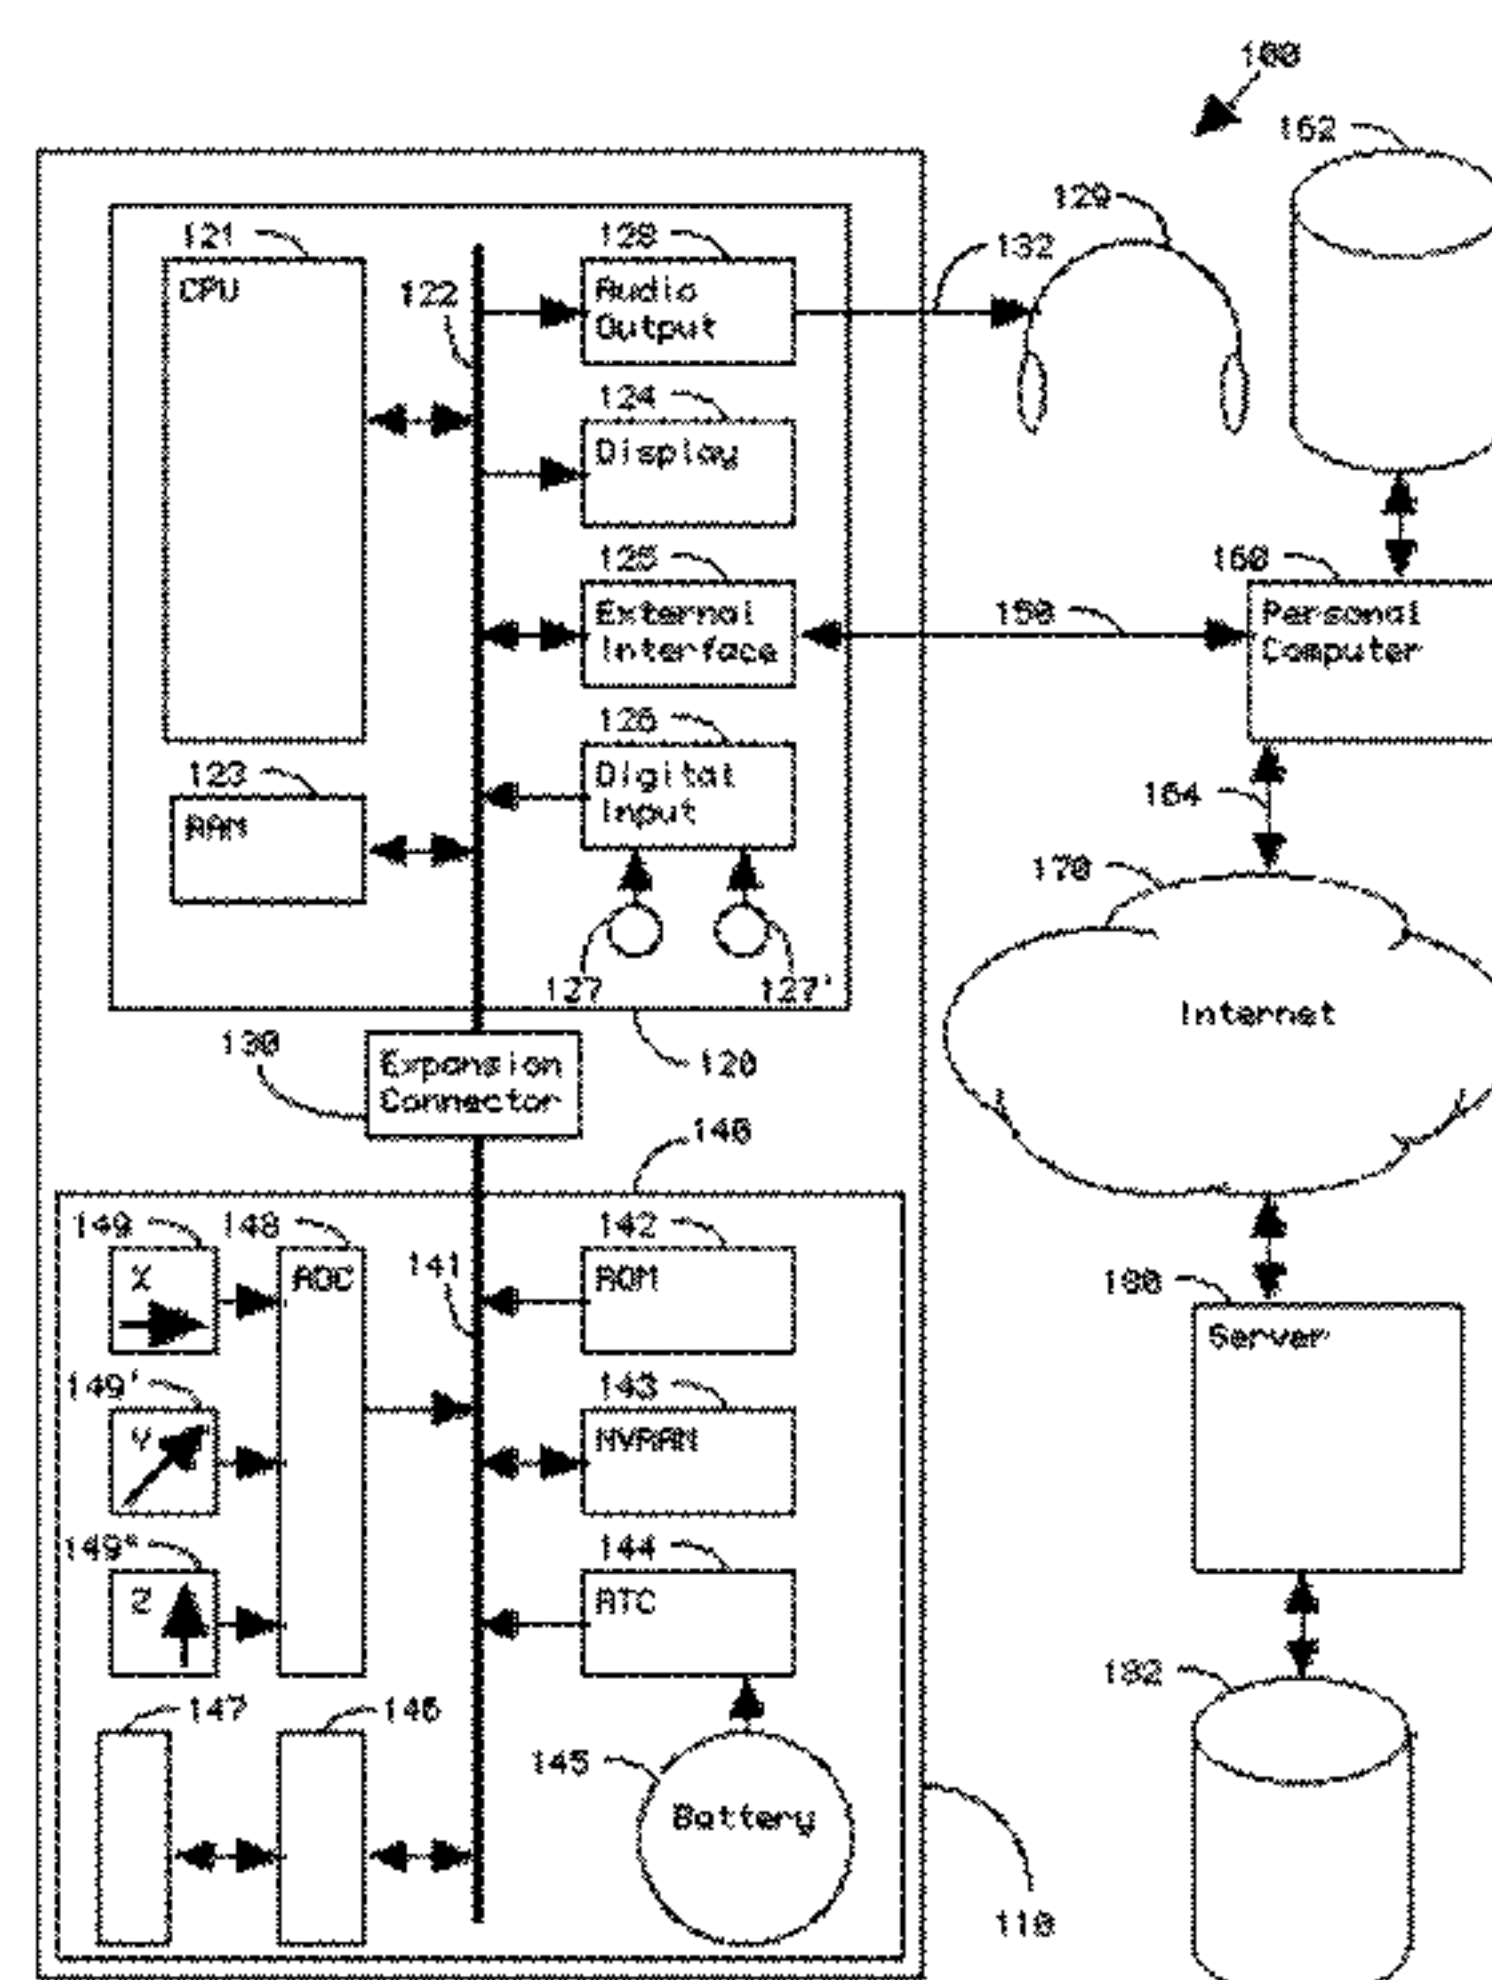 100
162
129
121
128
132
CPU
Audio
Output
122
124
Display
125
160
External
Interface
150
Personal
Computer
126
Digital
Input
123
RAM
164
170
127
127'
Internet
130
Expansion
Connector
120
140
149
148
142
X
ADC
141
ROM
180
Server
149'
143
Y
NVRAM
149"
144
Z
RTC
182
147
146
145
Battery
110